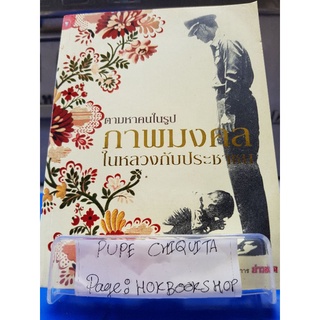 ตามหาคนในรูป
ภาพมงคล
ในหลวงกับประชาชน
PUPE CHIQUITA
Page: HOKBOOKSHOP